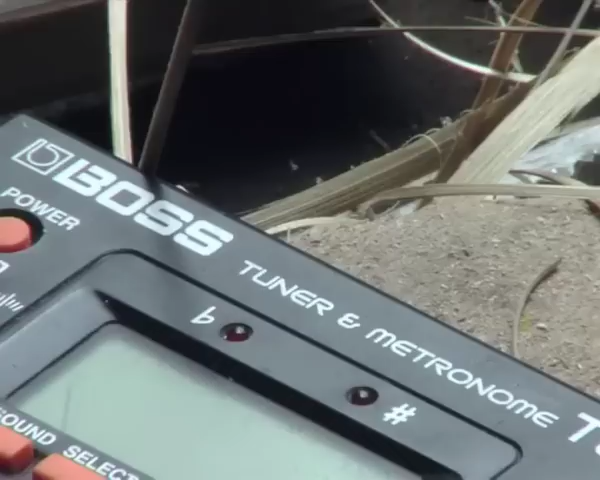 BOSS
POWER
TUNER & METRONOME
♭
#
SOUND SELECT